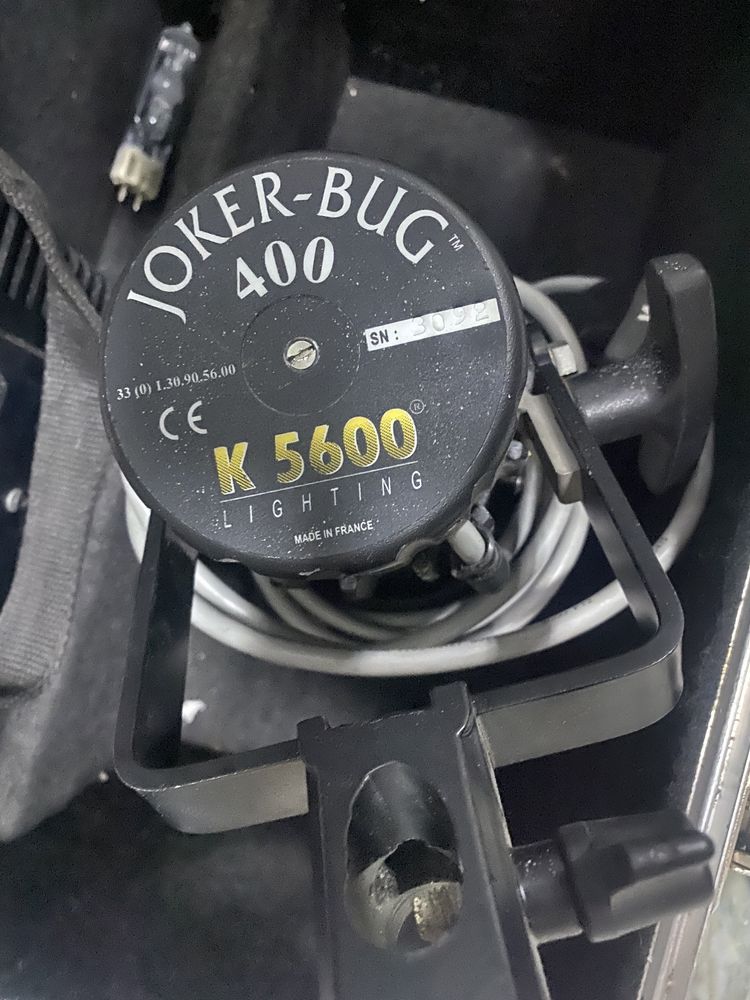 JOKER-BUG™
400
SN: 3092
33 (0) 1.30.90.56.00
CE
K 5600®
LIGHTING
MADE IN FRANCE